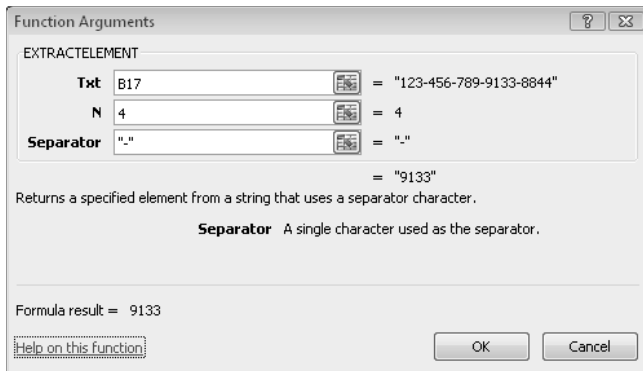 Function Arguments
EXTRACTELEMENT
Txt B17 = "123-456-789-9133-8844"
N 4 = 4
Separator "-" = "-"
= "9133"
Returns a specified element from a string that uses a separator character.
Separator A single character used as the separator.
Formula result = 9133
Help on this function OK Cancel